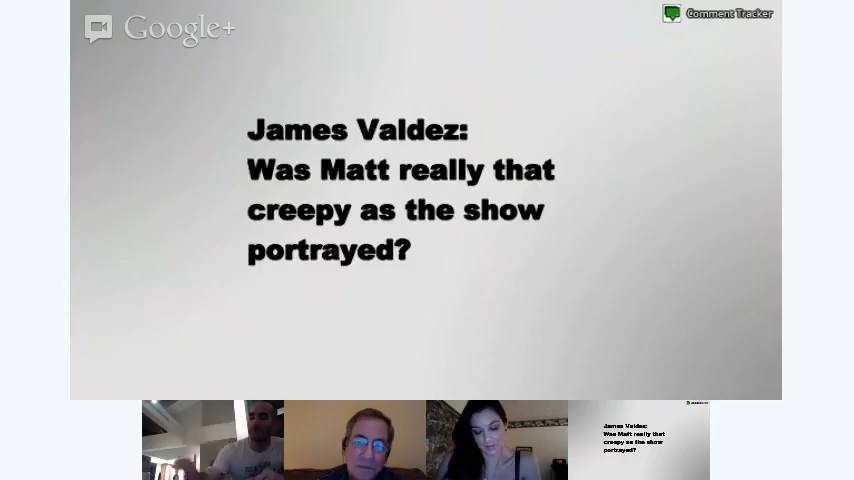 Google+
Comment Tracker
James Valdez:
Was Matt really that
creepy as the show
portrayed?
James Valdez:
Was Matt really that
creepy as the show
portrayed?